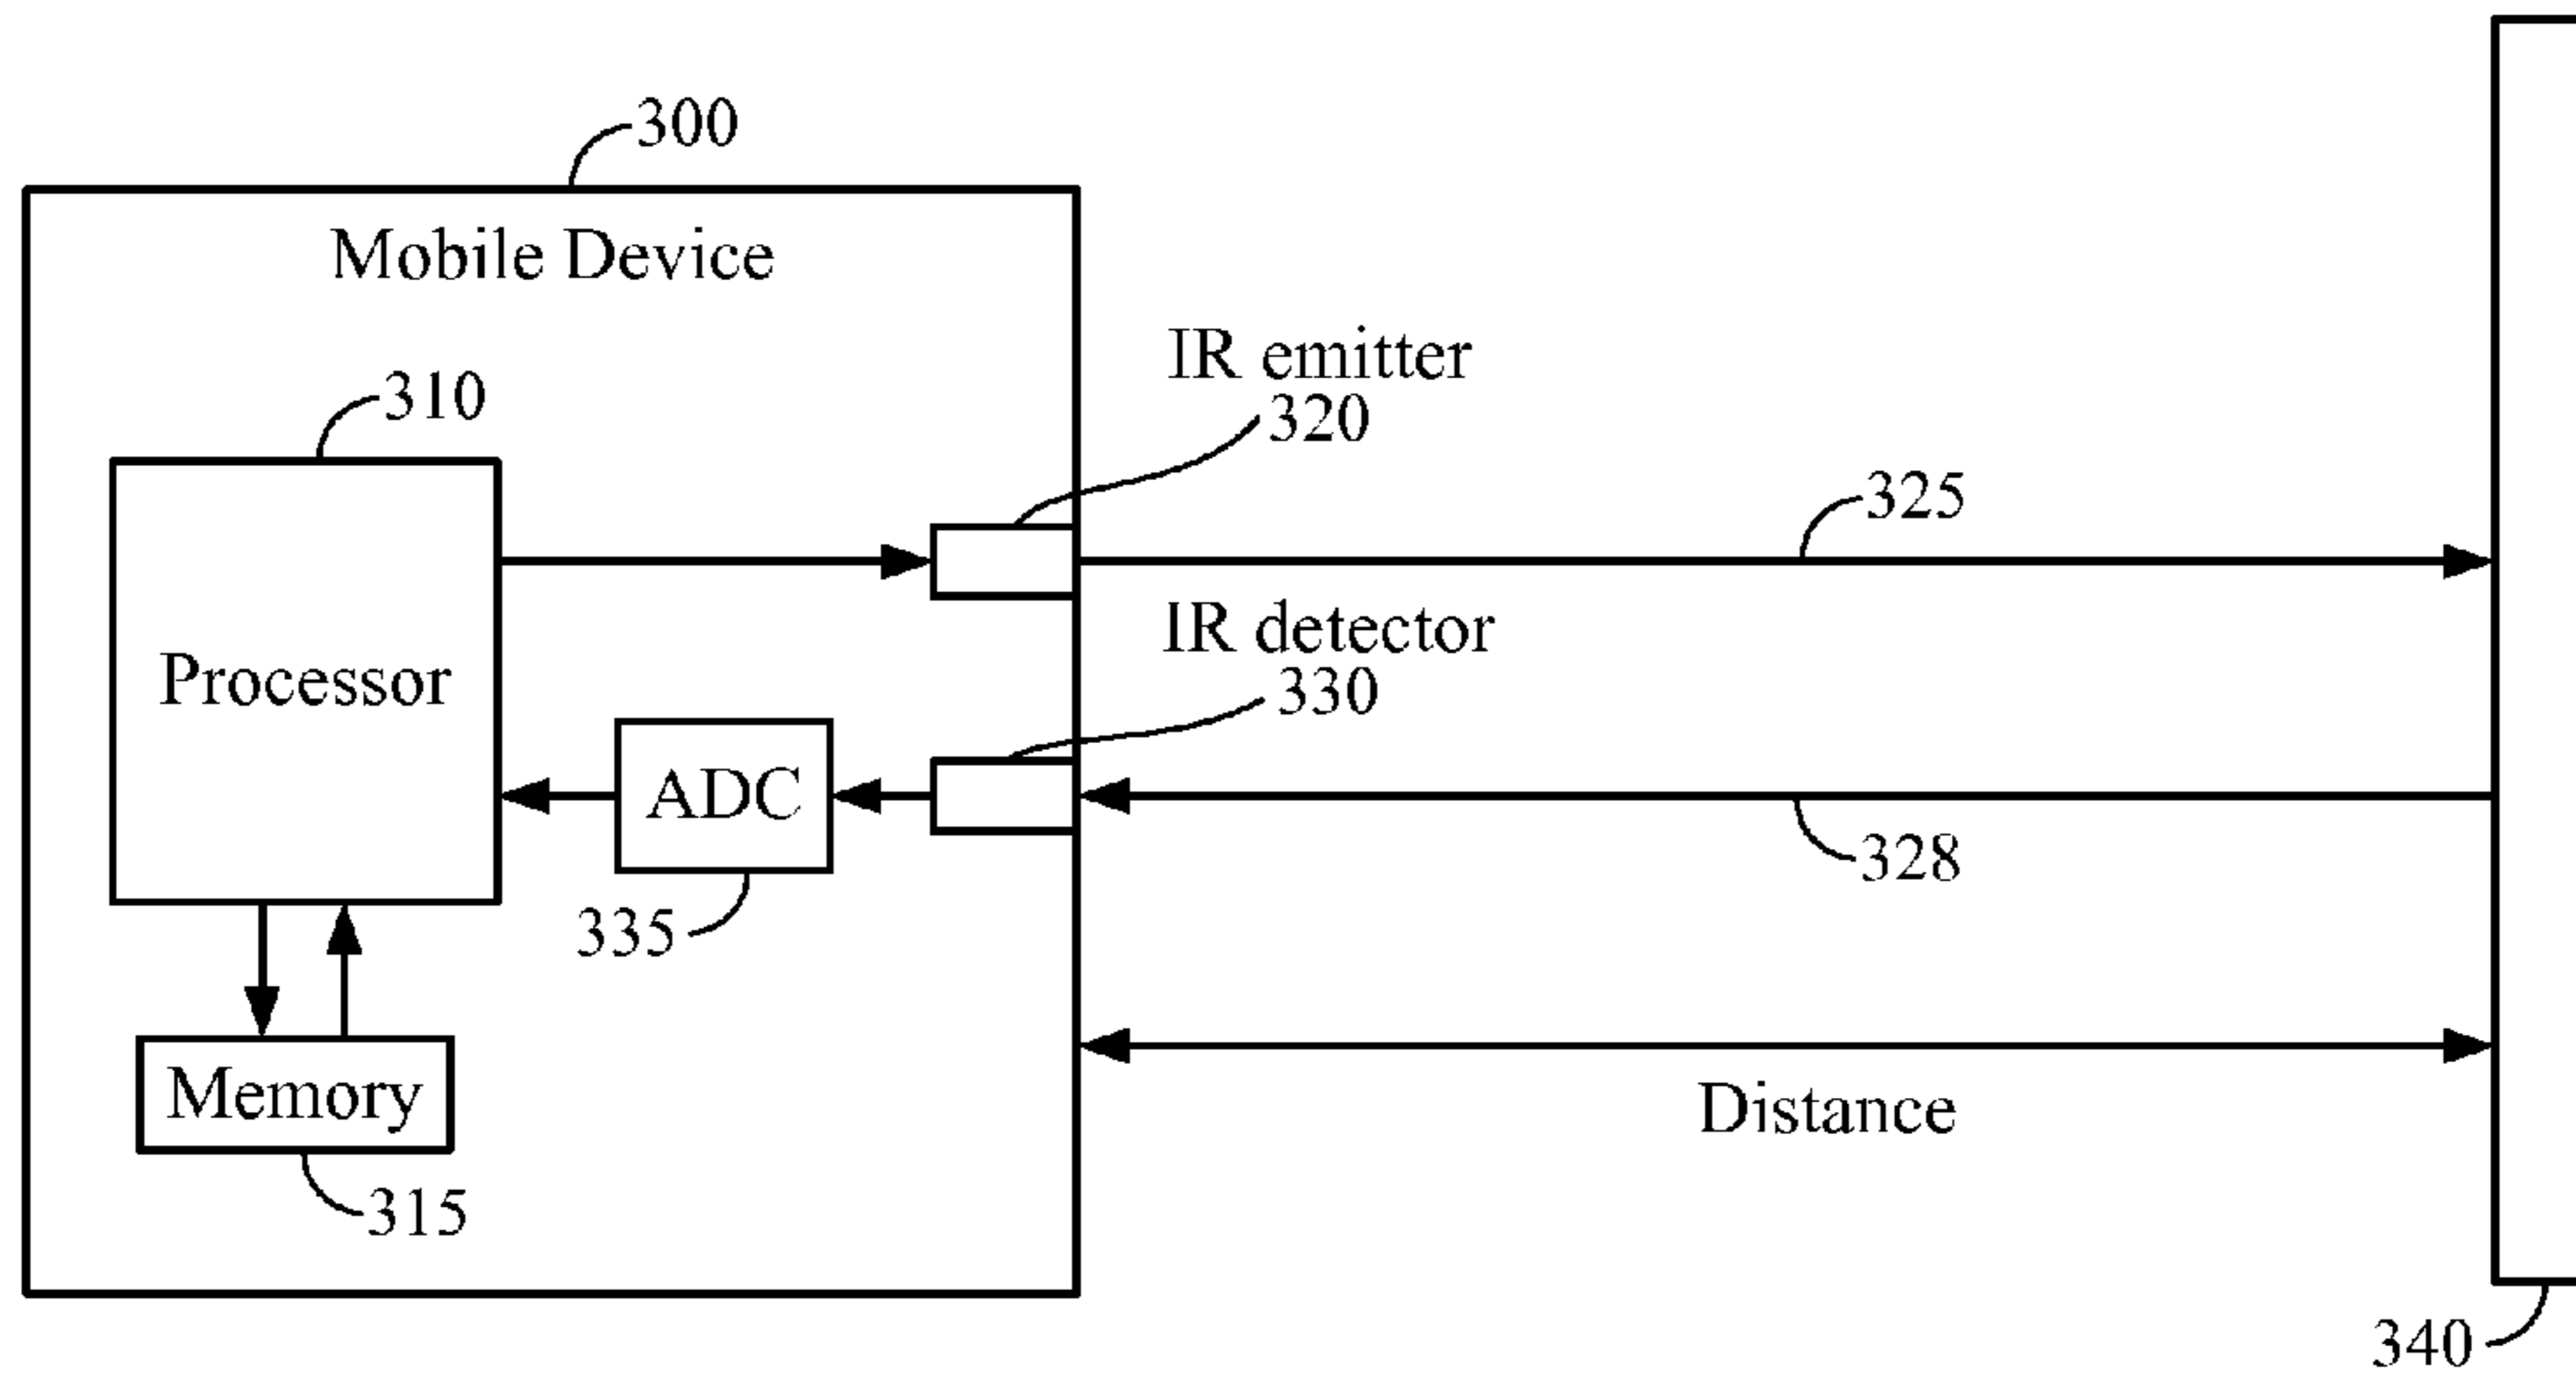 300
Mobile Device
IR emitter
320
310
325
IR detector
330
Processor
ADC
328
335
Memory
Distance
315
340